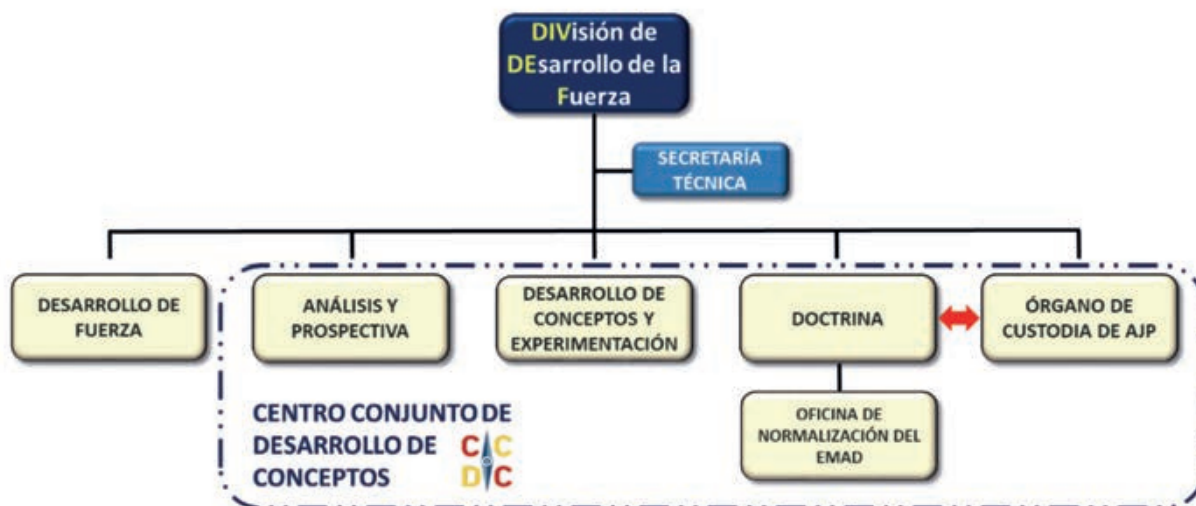 DIVisión de
DEsarrollo de la
Fuerza
SECRETARÍA
TÉCNICA
DESARROLLO DE
FUERZA
ANÁLISIS Y
PROSPECTIVA
DESARROLLO DE
CONCEPTOS Y
EXPERIMENTACIÓN
DOCTRINA
ÓRGANO DE
CUSTODIA DE AJP
OFICINA DE
NORMALIZACIÓN DEL
EMAD
CENTRO CONJUNTO DE
DESARROLLO DE
CONCEPTOS
C C
D C